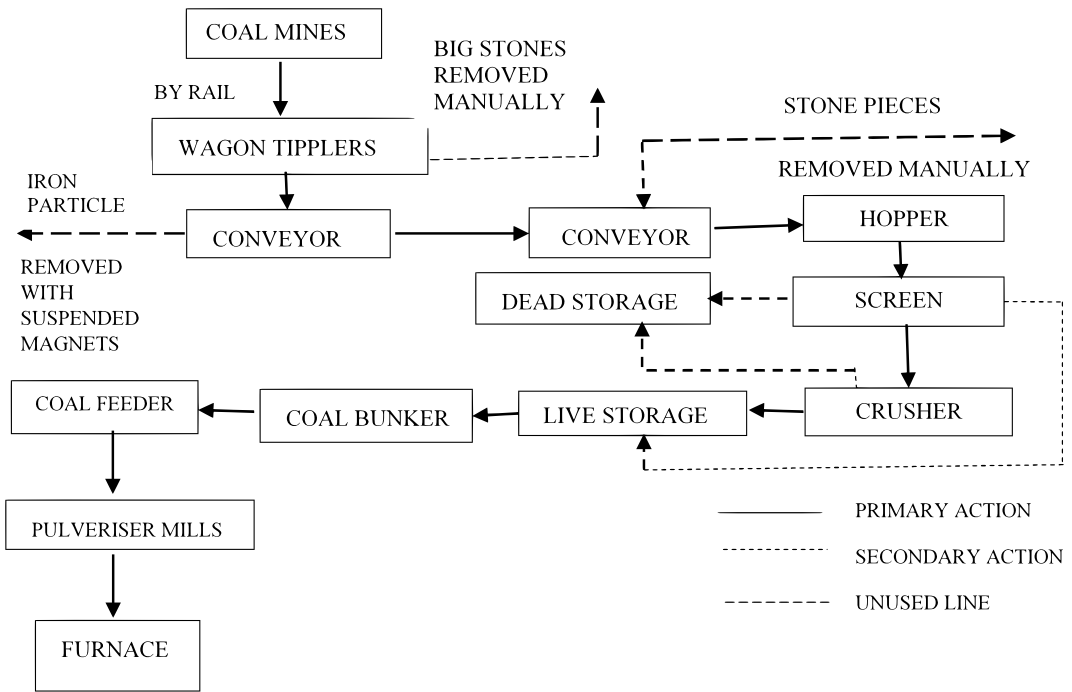 COAL MINES
BIG STONES
REMOVED
MANUALLY
BY RAIL
STONE PIECES
WAGON TIPPLERS
REMOVED MANUALLY
IRON
PARTICLE
HOPPER
CONVEYOR
CONVEYOR
REMOVED
WITH
SUSPENDED
MAGNETS
DEAD STORAGE
SCREEN
COAL FEEDER
COAL BUNKER
LIVE STORAGE
CRUSHER
PULVERISER MILLS
PRIMARY ACTION
SECONDARY ACTION
UNUSED LINE
FURNACE